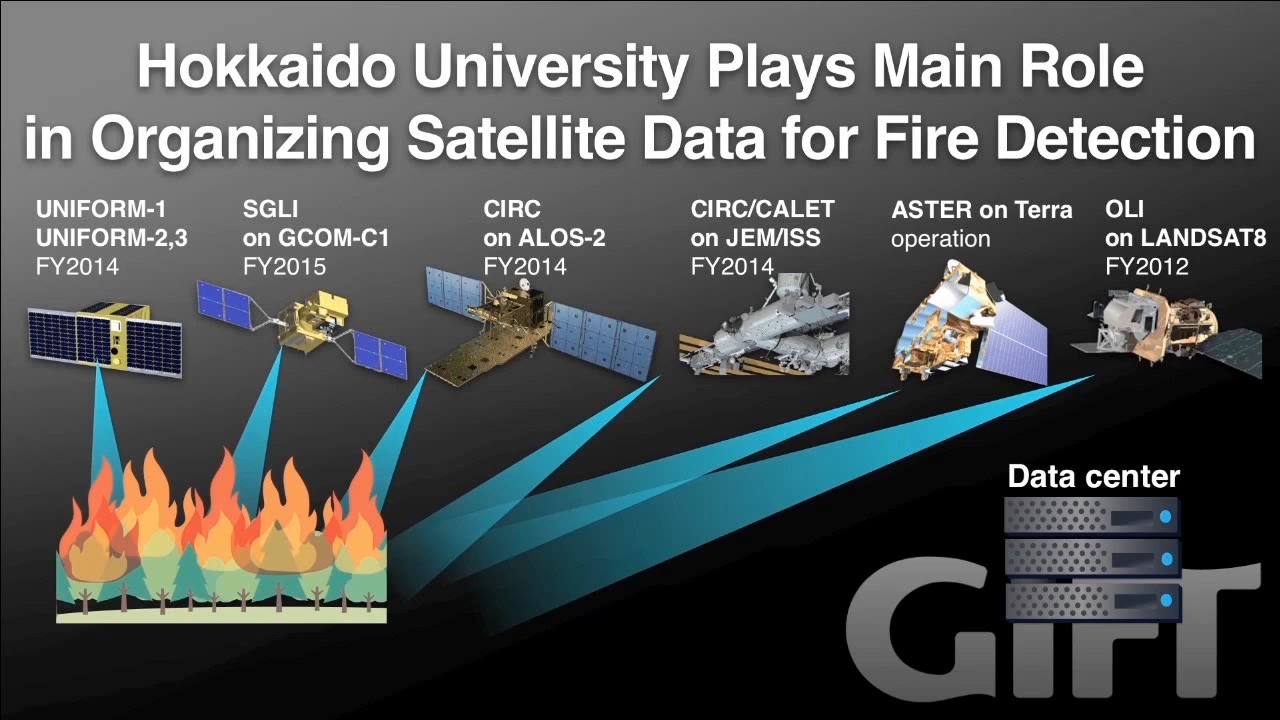 Hokkaido University Plays Main Role
in Organizing Satellite Data for Fire Detection
UNIFORM-1
UNIFORM-2,3
FY2014
SGLI
on GCOM-C1
FY2015
CIRC
on ALOS-2
FY2014
CIRC/CALET
on JEM/ISS
FY2014
ASTER on Terra
operation
OLI
on LANDSAT8
FY2012
Data center
GiFT